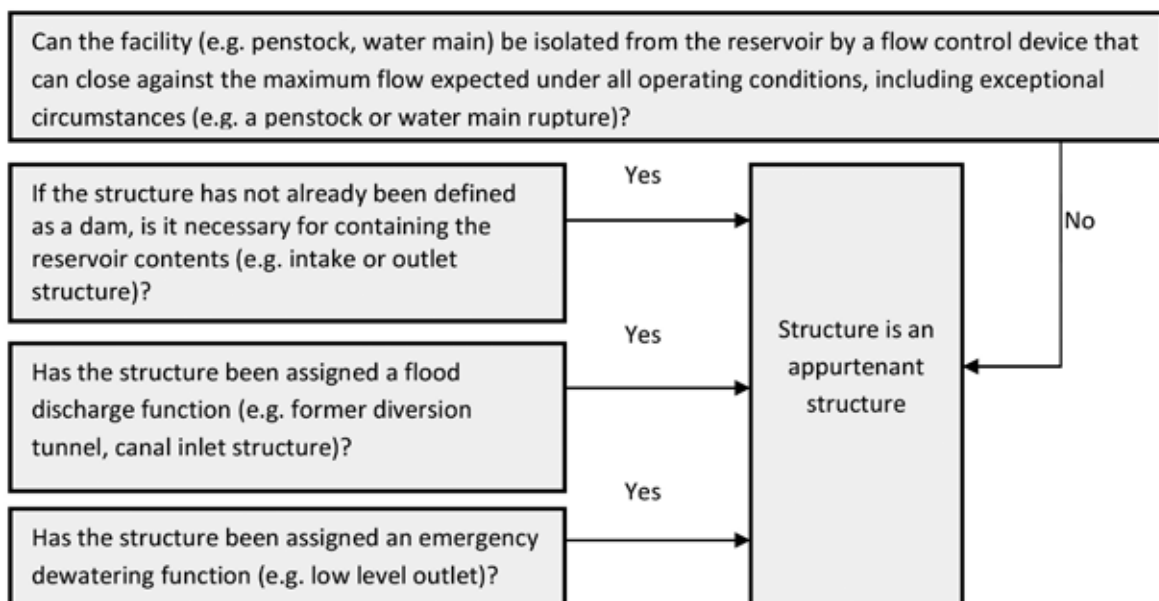 Can the facility (e.g. penstock, water main) be isolated from the reservoir by a flow control device that
can close against the maximum flow expected under all operating conditions, including exceptional
circumstances (e.g. a penstock or water main rupture)?
If the structure has not already been defined
as a dam, is it necessary for containing the
reservoir contents (e.g. intake or outlet
structure)?
Yes
No
Has the structure been assigned a flood
discharge function (e.g. former diversion
tunnel, canal inlet structure)?
Yes
Structure is an
appurtenant
structure
Has the structure been assigned an emergency
dewatering function (e.g. low level outlet)?
Yes